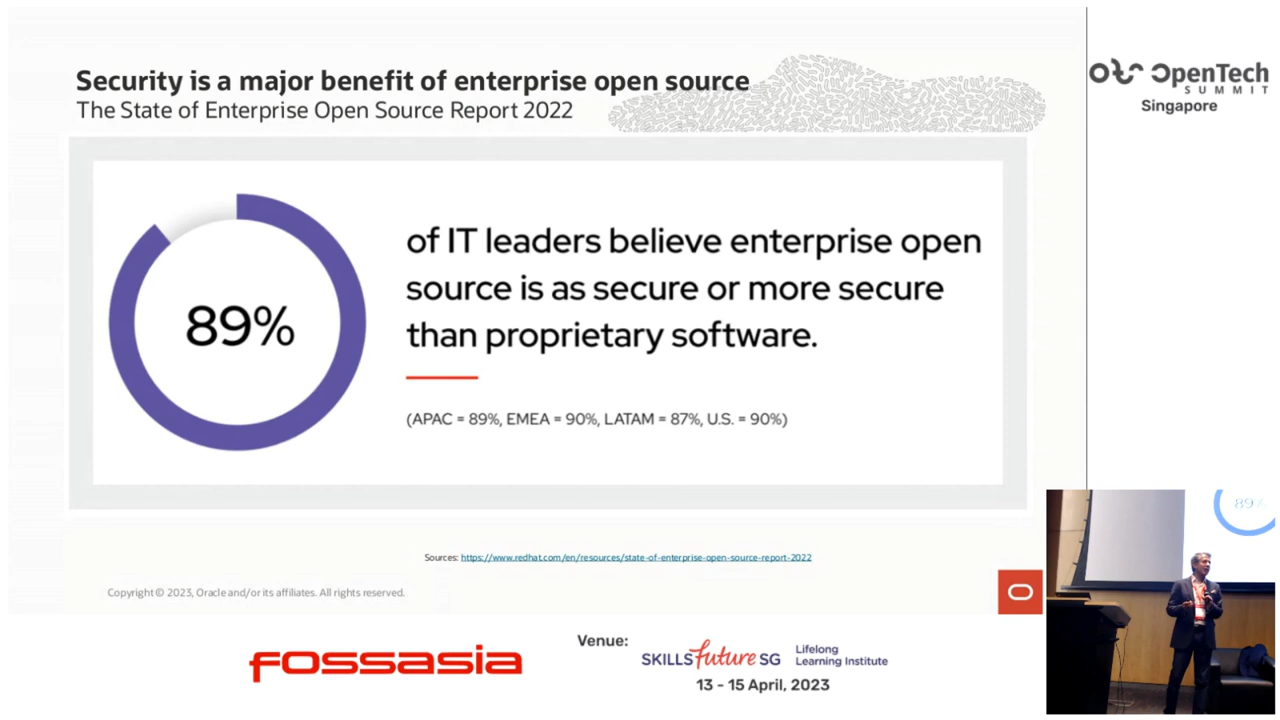 Security is a major benefit of enterprise open source
The State of Enterprise Open Source Report 2022
OpenTech
SUMMIT
Singapore
89%
of IT leaders believe enterprise open
source is as secure or more secure
than proprietary software.
(APAC = 89%, EMEA = 90%, LATAM = 87%, U.S. = 90%)
Sources: https://www.redhat.com/en/resources/state-of-enterprise-open-source-report-2022
Copyright © 2023, Oracle and/or its affiliates. All rights reserved.
89%
fossasia
Venue:
SKILLSfuture SG
Lifelong
Learning Institute
13 - 15 April, 2023